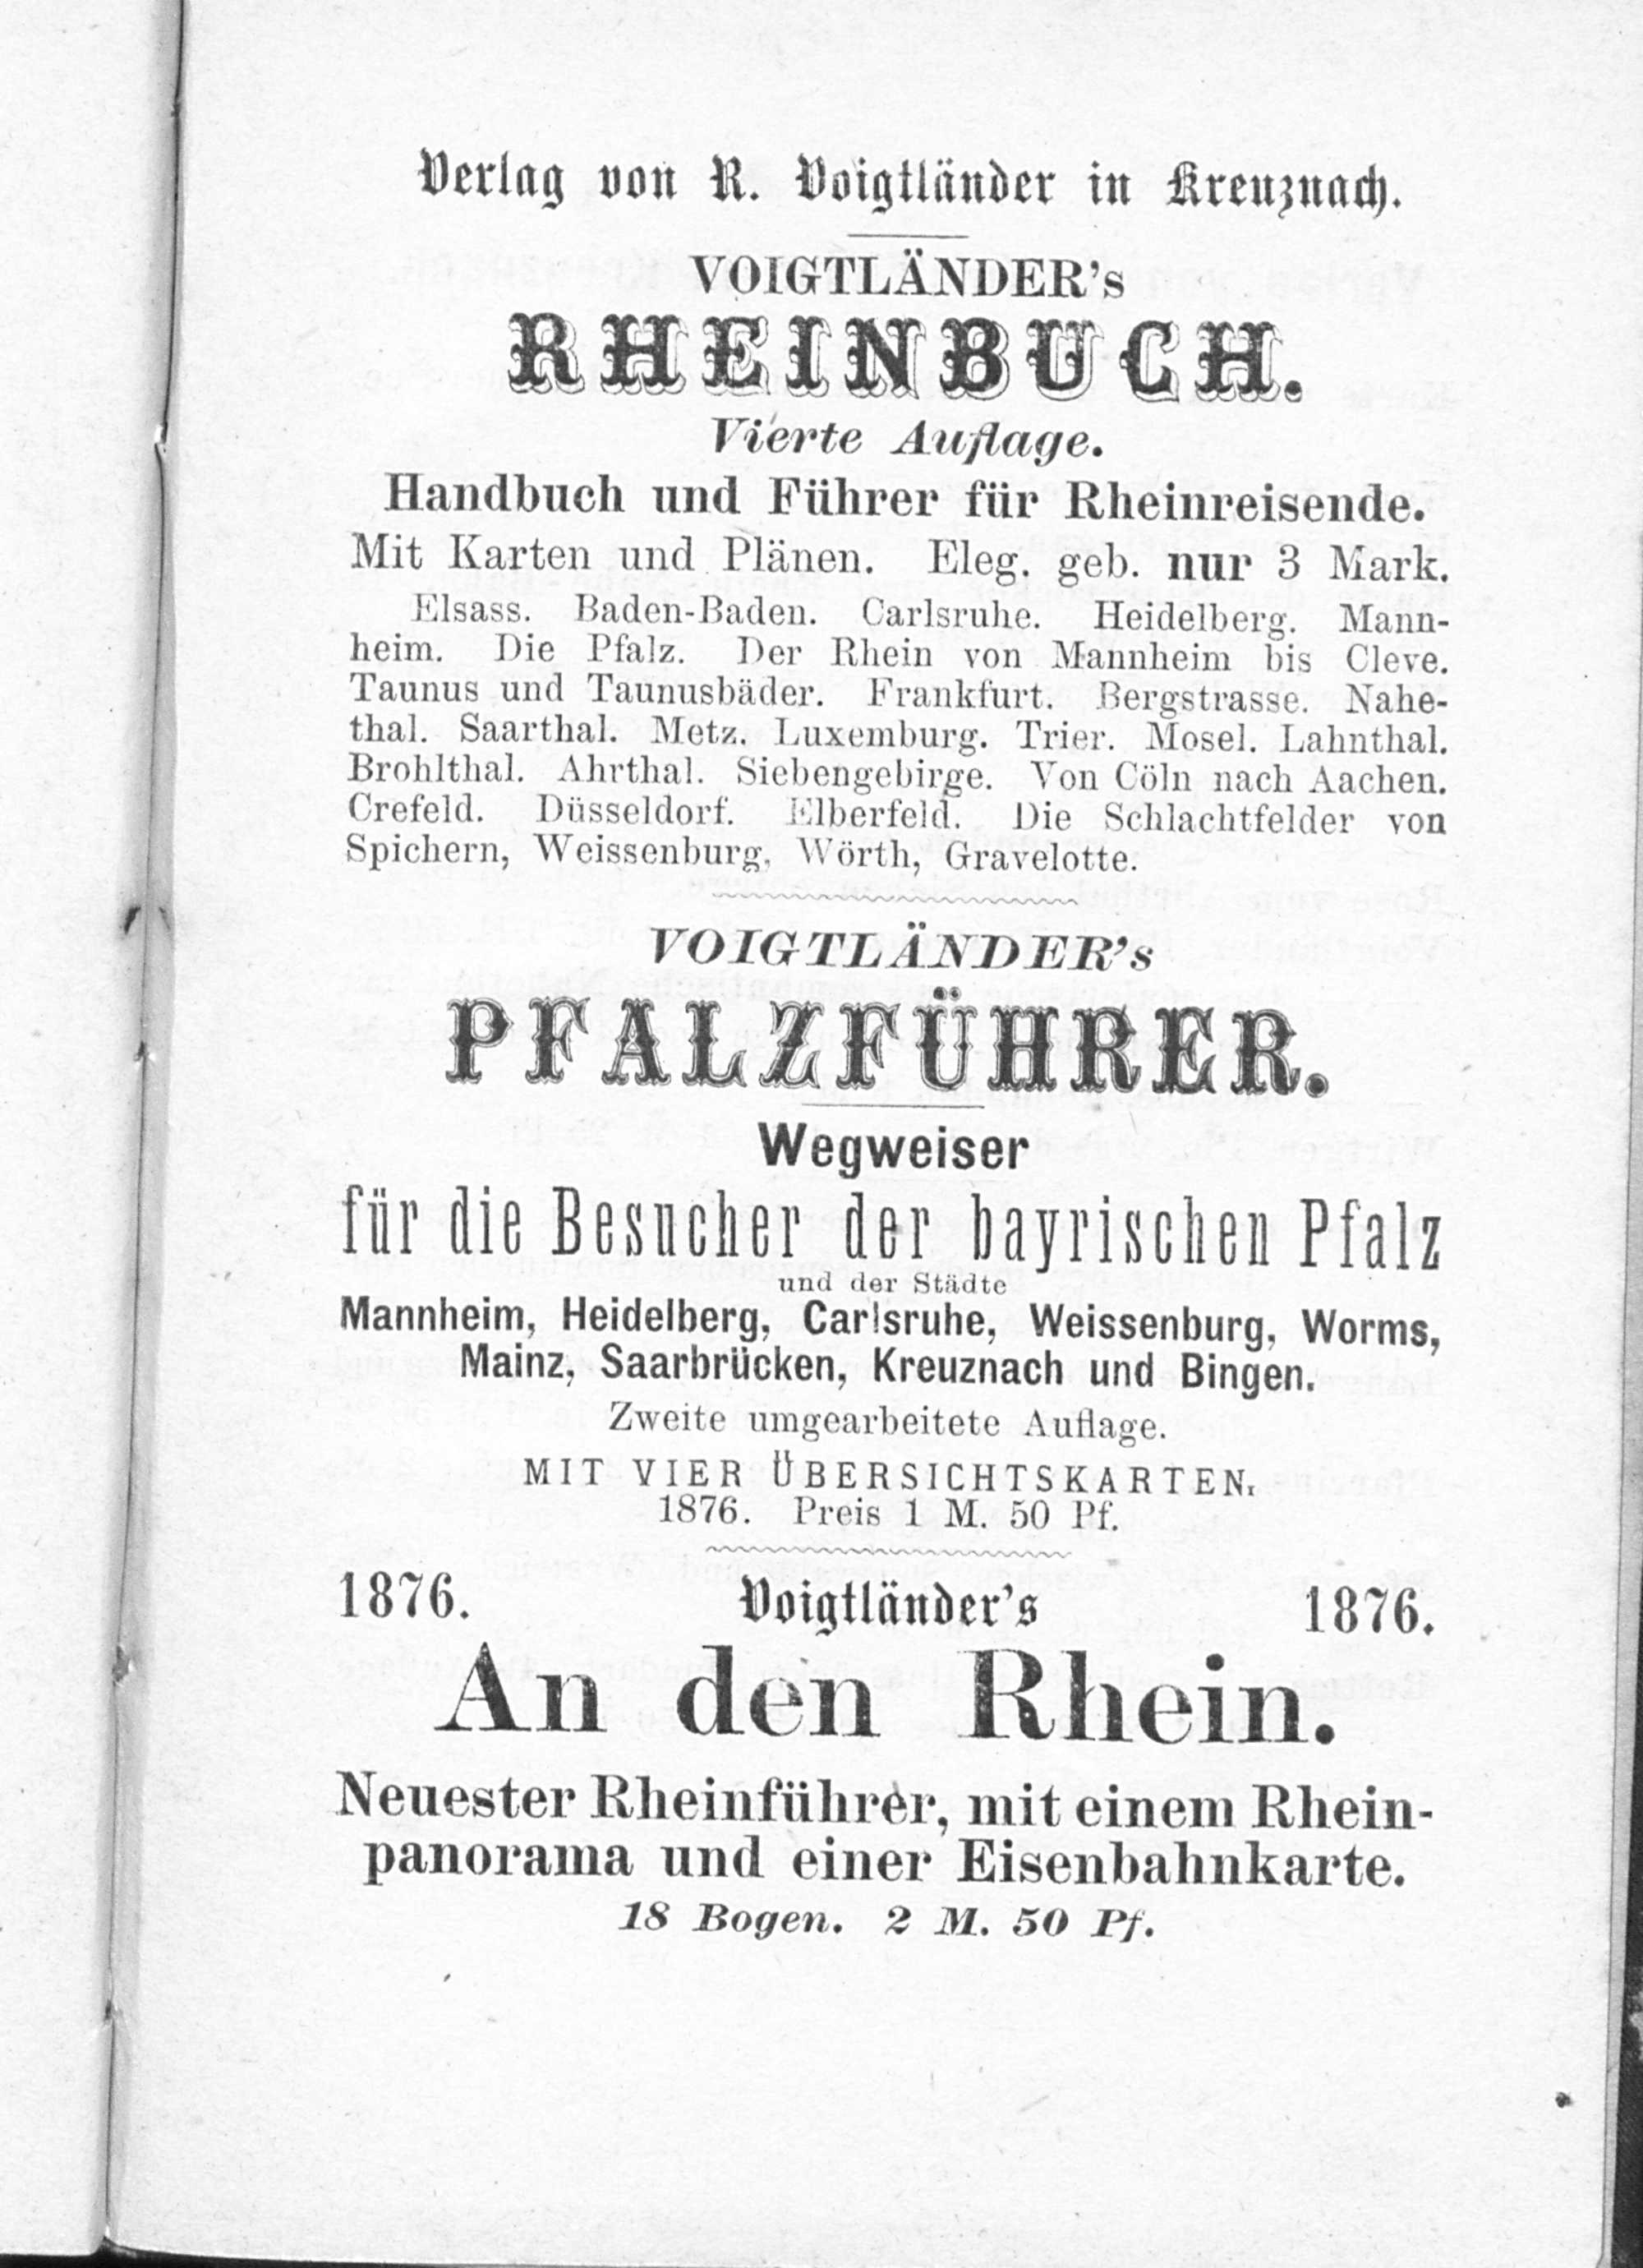 Verlag von R. Voigtländer in Kreuznach.
VOIGTLÄNDER's
RHEINBUCH.
Vierte Auflage.
Handbuch und Führer für Rheinreisende.
Mit Karten und Plänen. Eleg. geb. nur 3 Mark.
Elsass. Baden-Baden. Carlsruhe. Heidelberg. Mann-
heim. Die Pfalz. Der Rhein von Mannheim bis Cleve.
Taunus und Taunusbäder. Frankfurt. Bergstrasse. Nahe-
thal. Saarthal. Metz. Luxemburg. Trier. Mosel. Lahnthal.
Brohlthal. Ahrthal. Siebengebirge. Von Cöln nach Aachen.
Crefeld. Düsseldorf. Elberfeld. Die Schlachtfelder von
Spichern, Weissenburg, Wörth, Gravelotte.
VOIGTLÄNDER's
PFALZFÜHRER.
Wegweiser
für die Besucher der bayrischen Pfalz
und der Städte
Mannheim, Heidelberg, Carlsruhe, Weissenburg, Worms,
Mainz, Saarbrücken, Kreuznach und Bingen.
Zweite umgearbeitete Auflage.
MIT VIER ÜBERSICHTSKARTEN.
1876. Preis 1 M. 50 Pf.
1876. Voigtländer's 1876.
An den Rhein.
Neuester Rheinführer, mit einem Rhein-
panorama und einer Eisenbahnkarte.
18 Bogen. 2 M. 50 Pf.